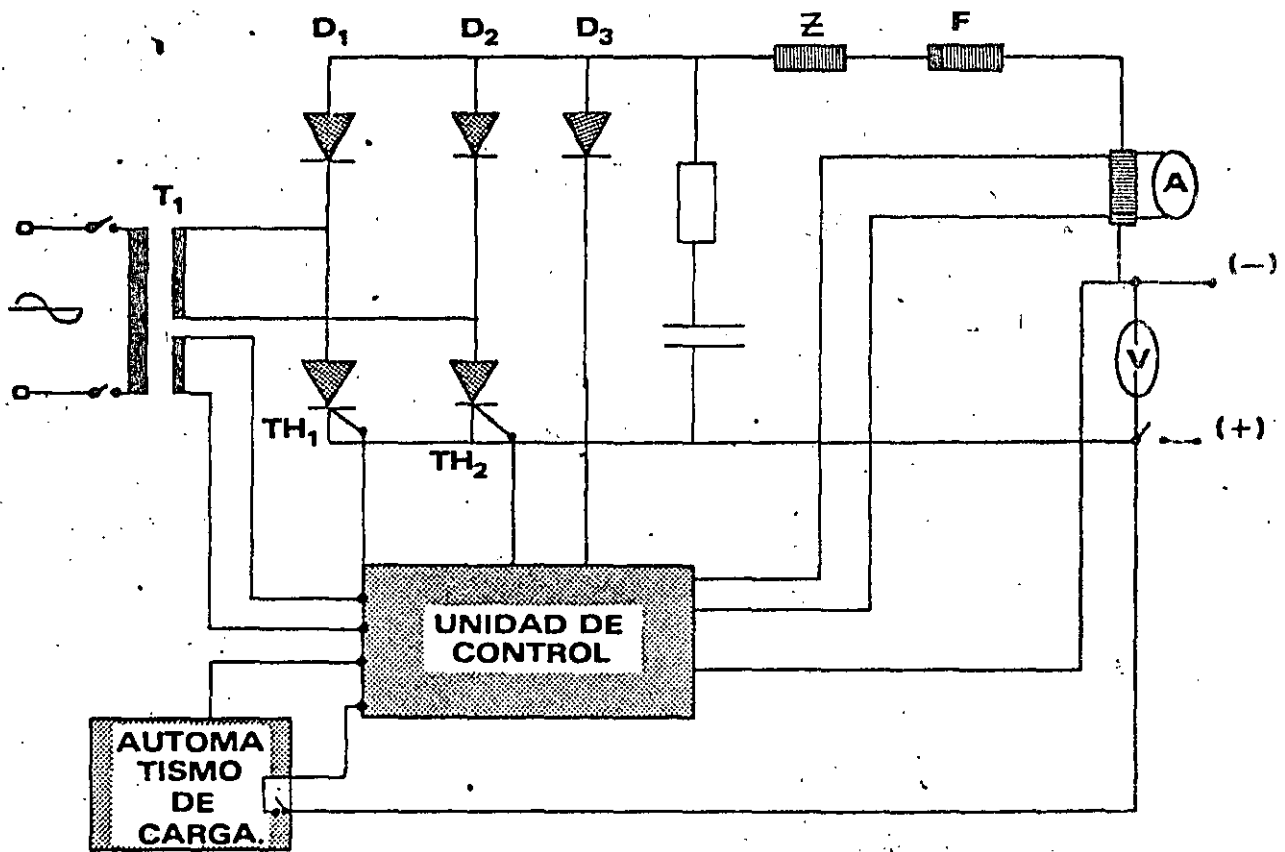 D1
D2
D3
Z
F
T1
A
(—)
V
(+)
TH1
TH2
UNIDAD DE
CONTROL
AUTOMA
TISMO
DE
CARGA.